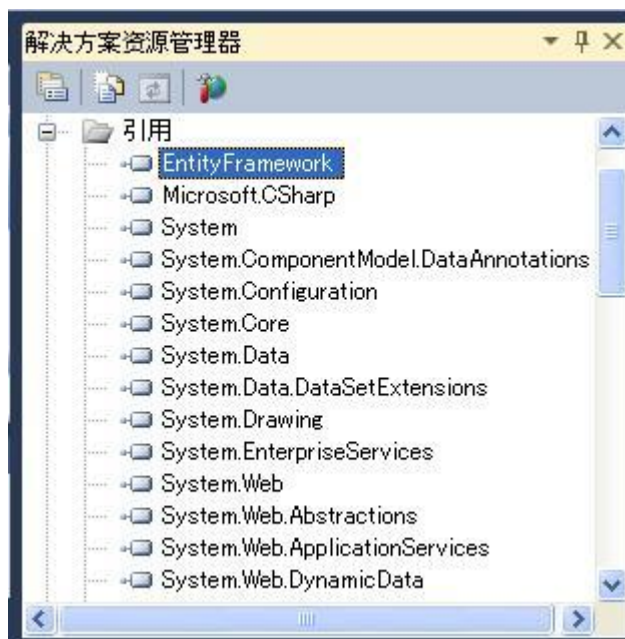 解决方案资源管理器
引用
EntityFramework
Microsoft.CSharp
System
System.ComponentModel.DataAnnotations
System.Configuration
System.Core
System.Data
System.Data.DataSetExtensions
System.Drawing
System.EnterpriseServices
System.Web
System.Web.Abstractions
System.Web.ApplicationServices
System.Web.DynamicData